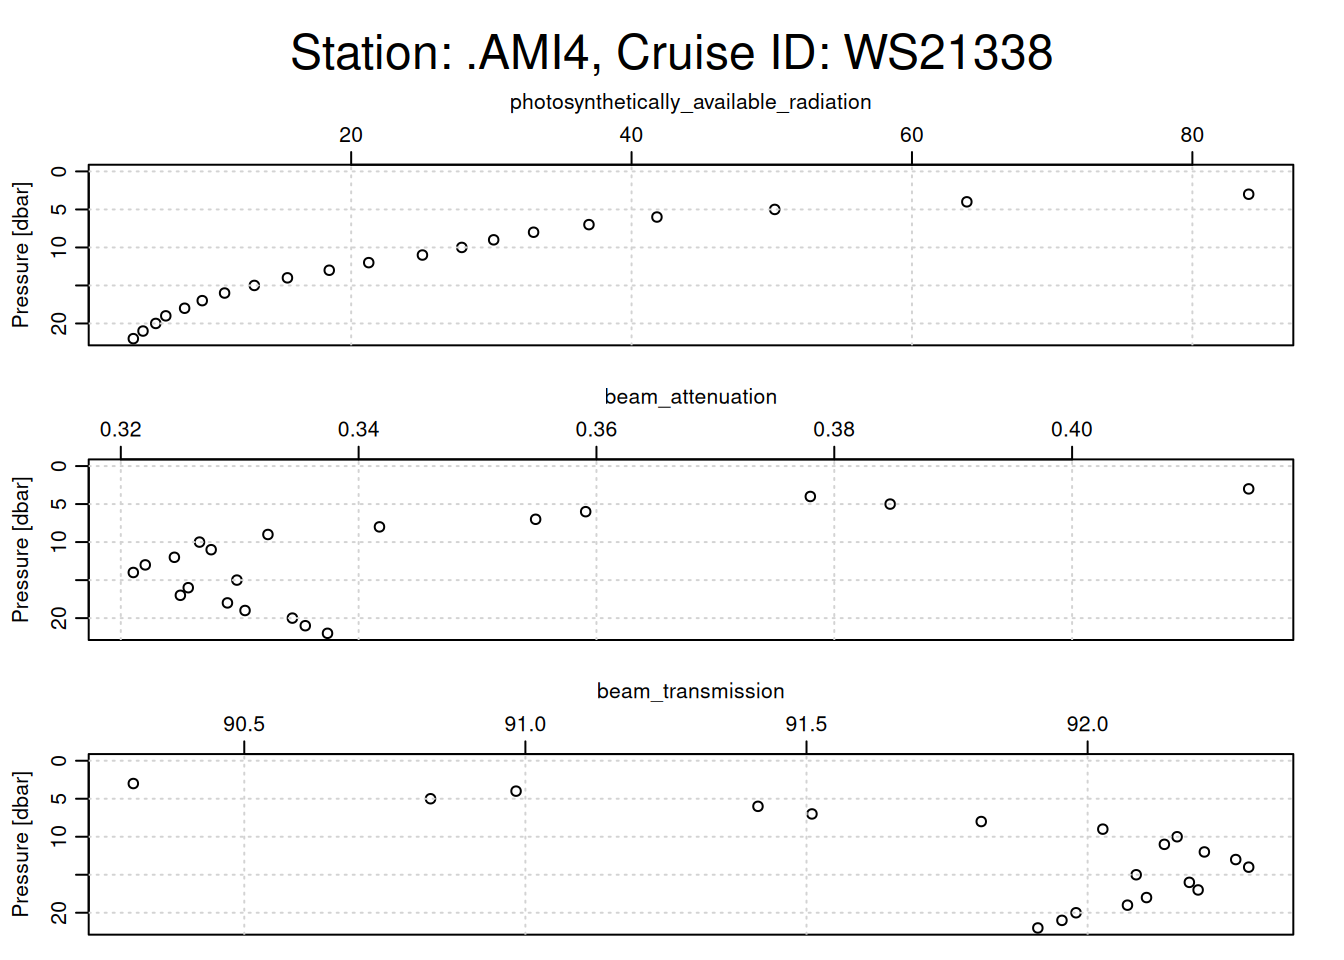 Station: .AMI4, Cruise ID: WS21338
photosynthetically_available_radiation
20 40 60 80
Pressure [dbar]
0
5
10
20
beam_attenuation
0.32 0.34 0.36 0.38 0.40
Pressure [dbar]
0
5
10
20
beam_transmission
90.5 91.0 91.5 92.0
Pressure [dbar]
0
5
10
20